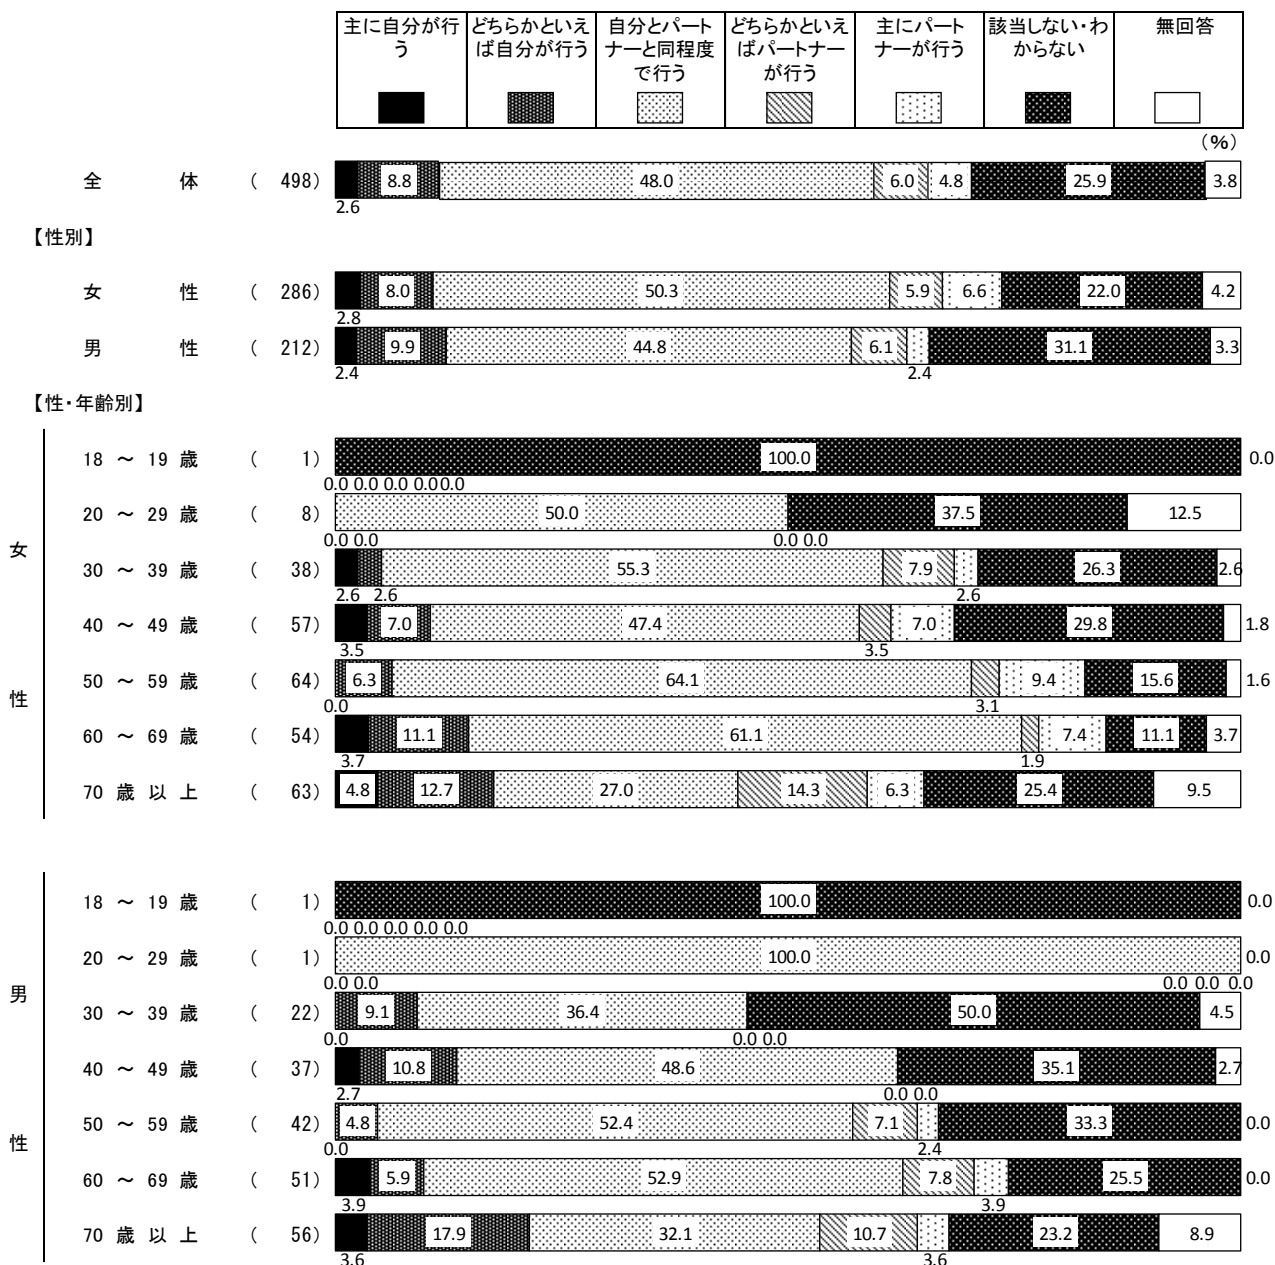 主に自分が行
う
どちらかといえ
ば自分が行う
自分とパート
ナーと同程度
で行う
どちらかとい
えばパートナー
が行う
主にパート
ナーが行う
該当しない・わ
からない
無回答
(%)
全 体 ( 498) 8.8 48.0 6.0 4.8 25.9 3.8
2.6
【性別】
女 性 ( 286) 8.0 50.3 5.9 6.6 22.0 4.2
2.8
男 性 ( 212) 9.9 44.8 6.1 31.1 3.3
2.4 2.4
【性・年齢別】
女性
18 ～ 19 歳 ( 1) 100.0 0.0
0.0 0.0 0.0 0.0 0.0
20 ～ 29 歳 ( 8) 50.0 37.5 12.5
0.0 0.0 0.0 0.0
30 ～ 39 歳 ( 38) 55.3 7.9 26.3 2.6
2.6 2.6 2.6
40 ～ 49 歳 ( 57) 7.0 47.4 7.0 29.8 1.8
3.5 3.5
50 ～ 59 歳 ( 64) 6.3 64.1 9.4 15.6 1.6
0.0 3.1
60 ～ 69 歳 ( 54) 11.1 61.1 7.4 11.1 3.7
3.7 1.9
70 歳 以 上 ( 63) 4.8 12.7 27.0 14.3 6.3 25.4 9.5
男性
18 ～ 19 歳 ( 1) 100.0 0.0
0.0 0.0 0.0 0.0 0.0
20 ～ 29 歳 ( 1) 100.0 0.0
0.0 0.0 0.0 0.0 0.0
30 ～ 39 歳 ( 22) 9.1 36.4 50.0 4.5
0.0 0.0 0.0
40 ～ 49 歳 ( 37) 10.8 48.6 35.1 2.7
2.7 0.0 0.0
50 ～ 59 歳 ( 42) 4.8 52.4 7.1 33.3 0.0
0.0 2.4
60 ～ 69 歳 ( 51) 5.9 52.9 7.8 25.5 0.0
3.9 3.9
70 歳 以 上 ( 56) 17.9 32.1 10.7 23.2 8.9
3.6 3.6